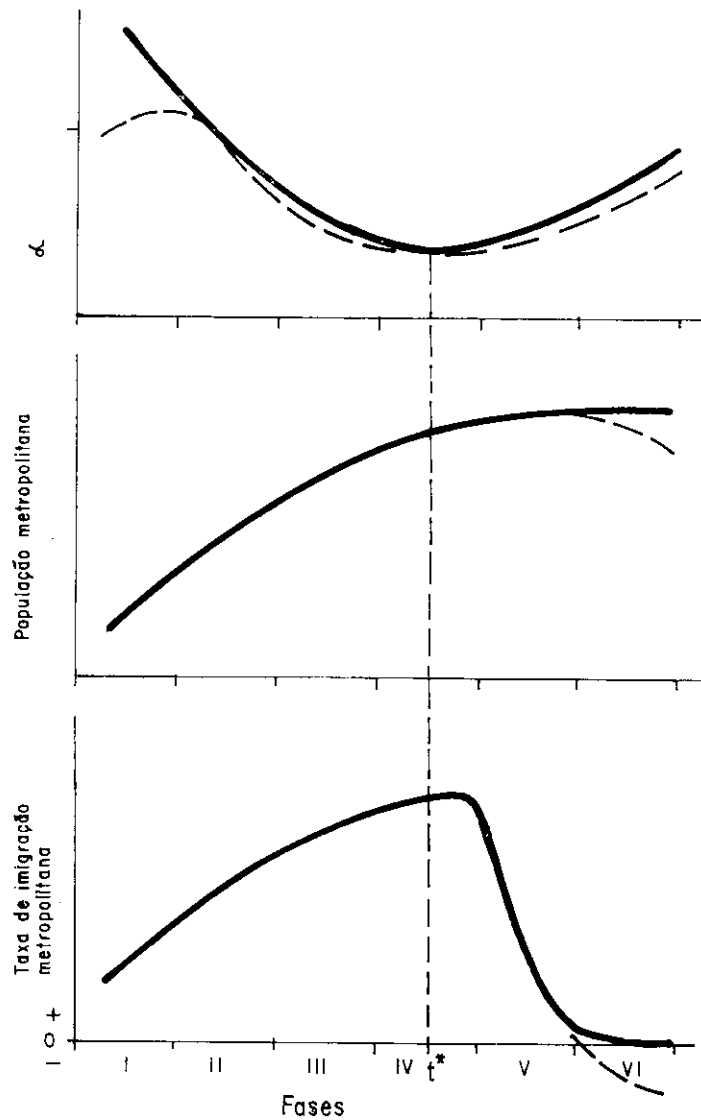 α
População metropolitana
Taxa de imigração
metropolitana
+
0
–
I II III IV t* V VI
Fases